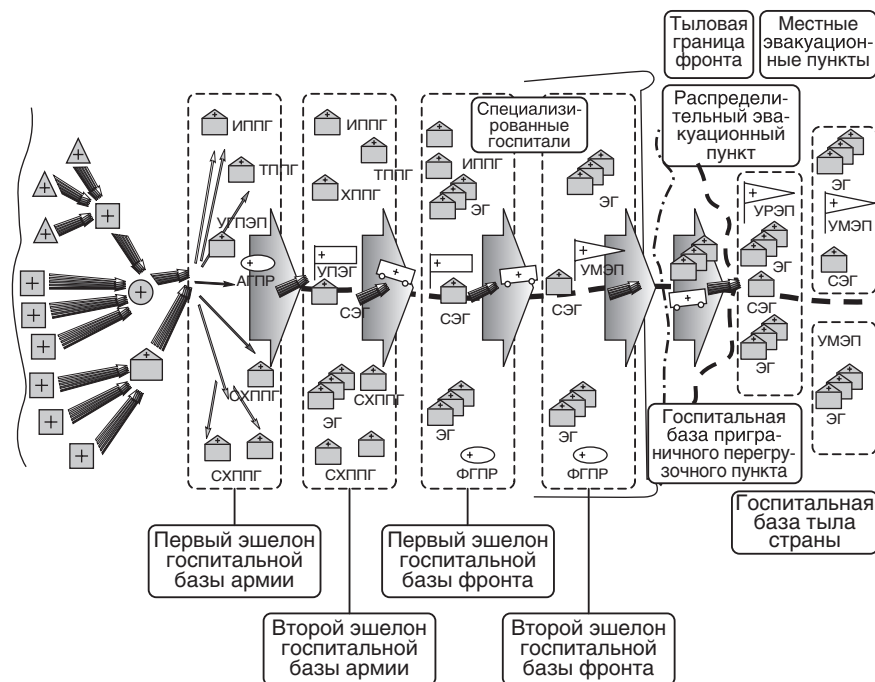 Тыловая
граница
фронта
Местные
эвакуацион-
ные пункты
Распредели-
тельный эва-
куационный
пункт
Специализи-
рованные
госпитали
ИППГ
ТППГ
УГПЭП
АГПР
СХППГ
СХППГ
ИППГ
ТППГ
ХППГ
УПЭГ
СЭГ
СХППГ
ЭГ
СХППГ
ИППГ
ЭГ
СЭГ
ЭГ
ФГПР
ЭГ
УМЭП
СЭГ
ЭГ
ФГПР
УРЭП
ЭГ
СЭГ
ЭГ
ЭГ
УМЭП
СЭГ
УМЭП
ЭГ
Госпитальная
база пригра-
ничного перегру-
зочного пункта
Госпитальная
база тыла
страны
Первый эшелон
госпитальной
базы армии
Первый эшелон
госпитальной
базы фронта
Второй эшелон
госпитальной
базы армии
Второй эшелон
госпитальной
базы фронта